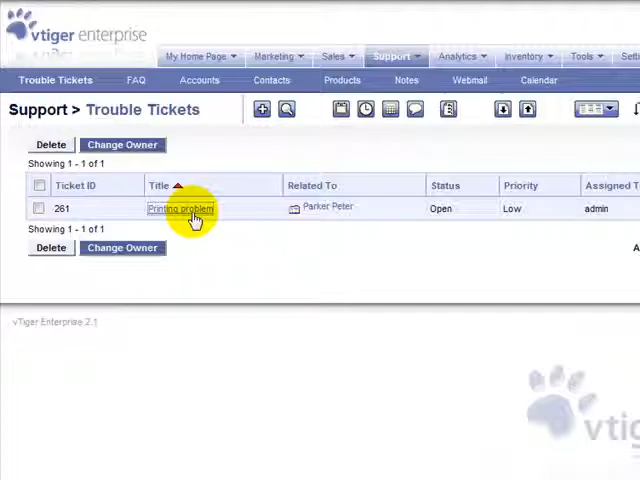 vtiger enterprise
My Home Page Marketing Sales Support Analytics Inventory Tools
Trouble Tickets FAQ Accounts Contacts Products Notes Webmail Calendar
Support > Trouble Tickets
Delete Change Owner
Showing 1 - 1 of 1
Ticket ID Title Related To Status Priority Assigned T
261 Printing problem Parker Peter Open Low admin
Showing 1 - 1 of 1
Delete Change Owner A
vTiger Enterprise 2.1
vtig